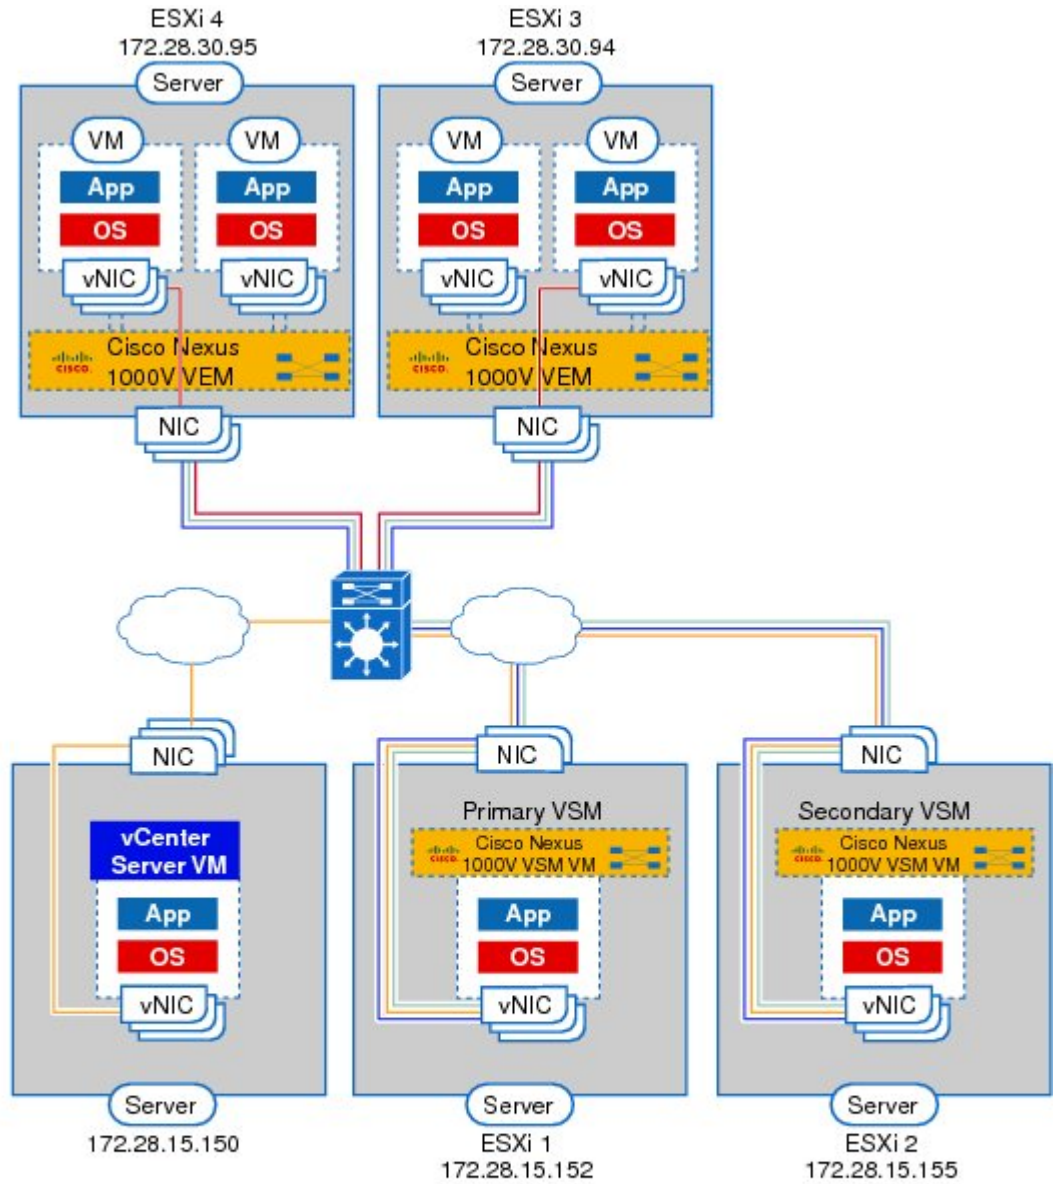 ESXi 4
172.28.30.95
Server
VM
VM
App
App
OS
OS
vNIC
vNIC
CISCO.
Cisco Nexus
1000V VEM
NIC
ESXi 3
172.28.30.94
Server
VM
VM
App
App
OS
OS
vNIC
vNIC
CISCO.
Cisco Nexus
1000V VEM
NIC
NIC
vCenter
Server VM
App
OS
vNIC
Server
172.28.15.150
NIC
Primary VSM
CISCO.
Cisco Nexus
1000V VSM VM
App
OS
vNIC
Server
ESXi 1
172.28.15.152
NIC
Secondary VSM
CISCO.
Cisco Nexus
1000V VSM VM
App
OS
vNIC
Server
ESXi 2
172.28.15.155